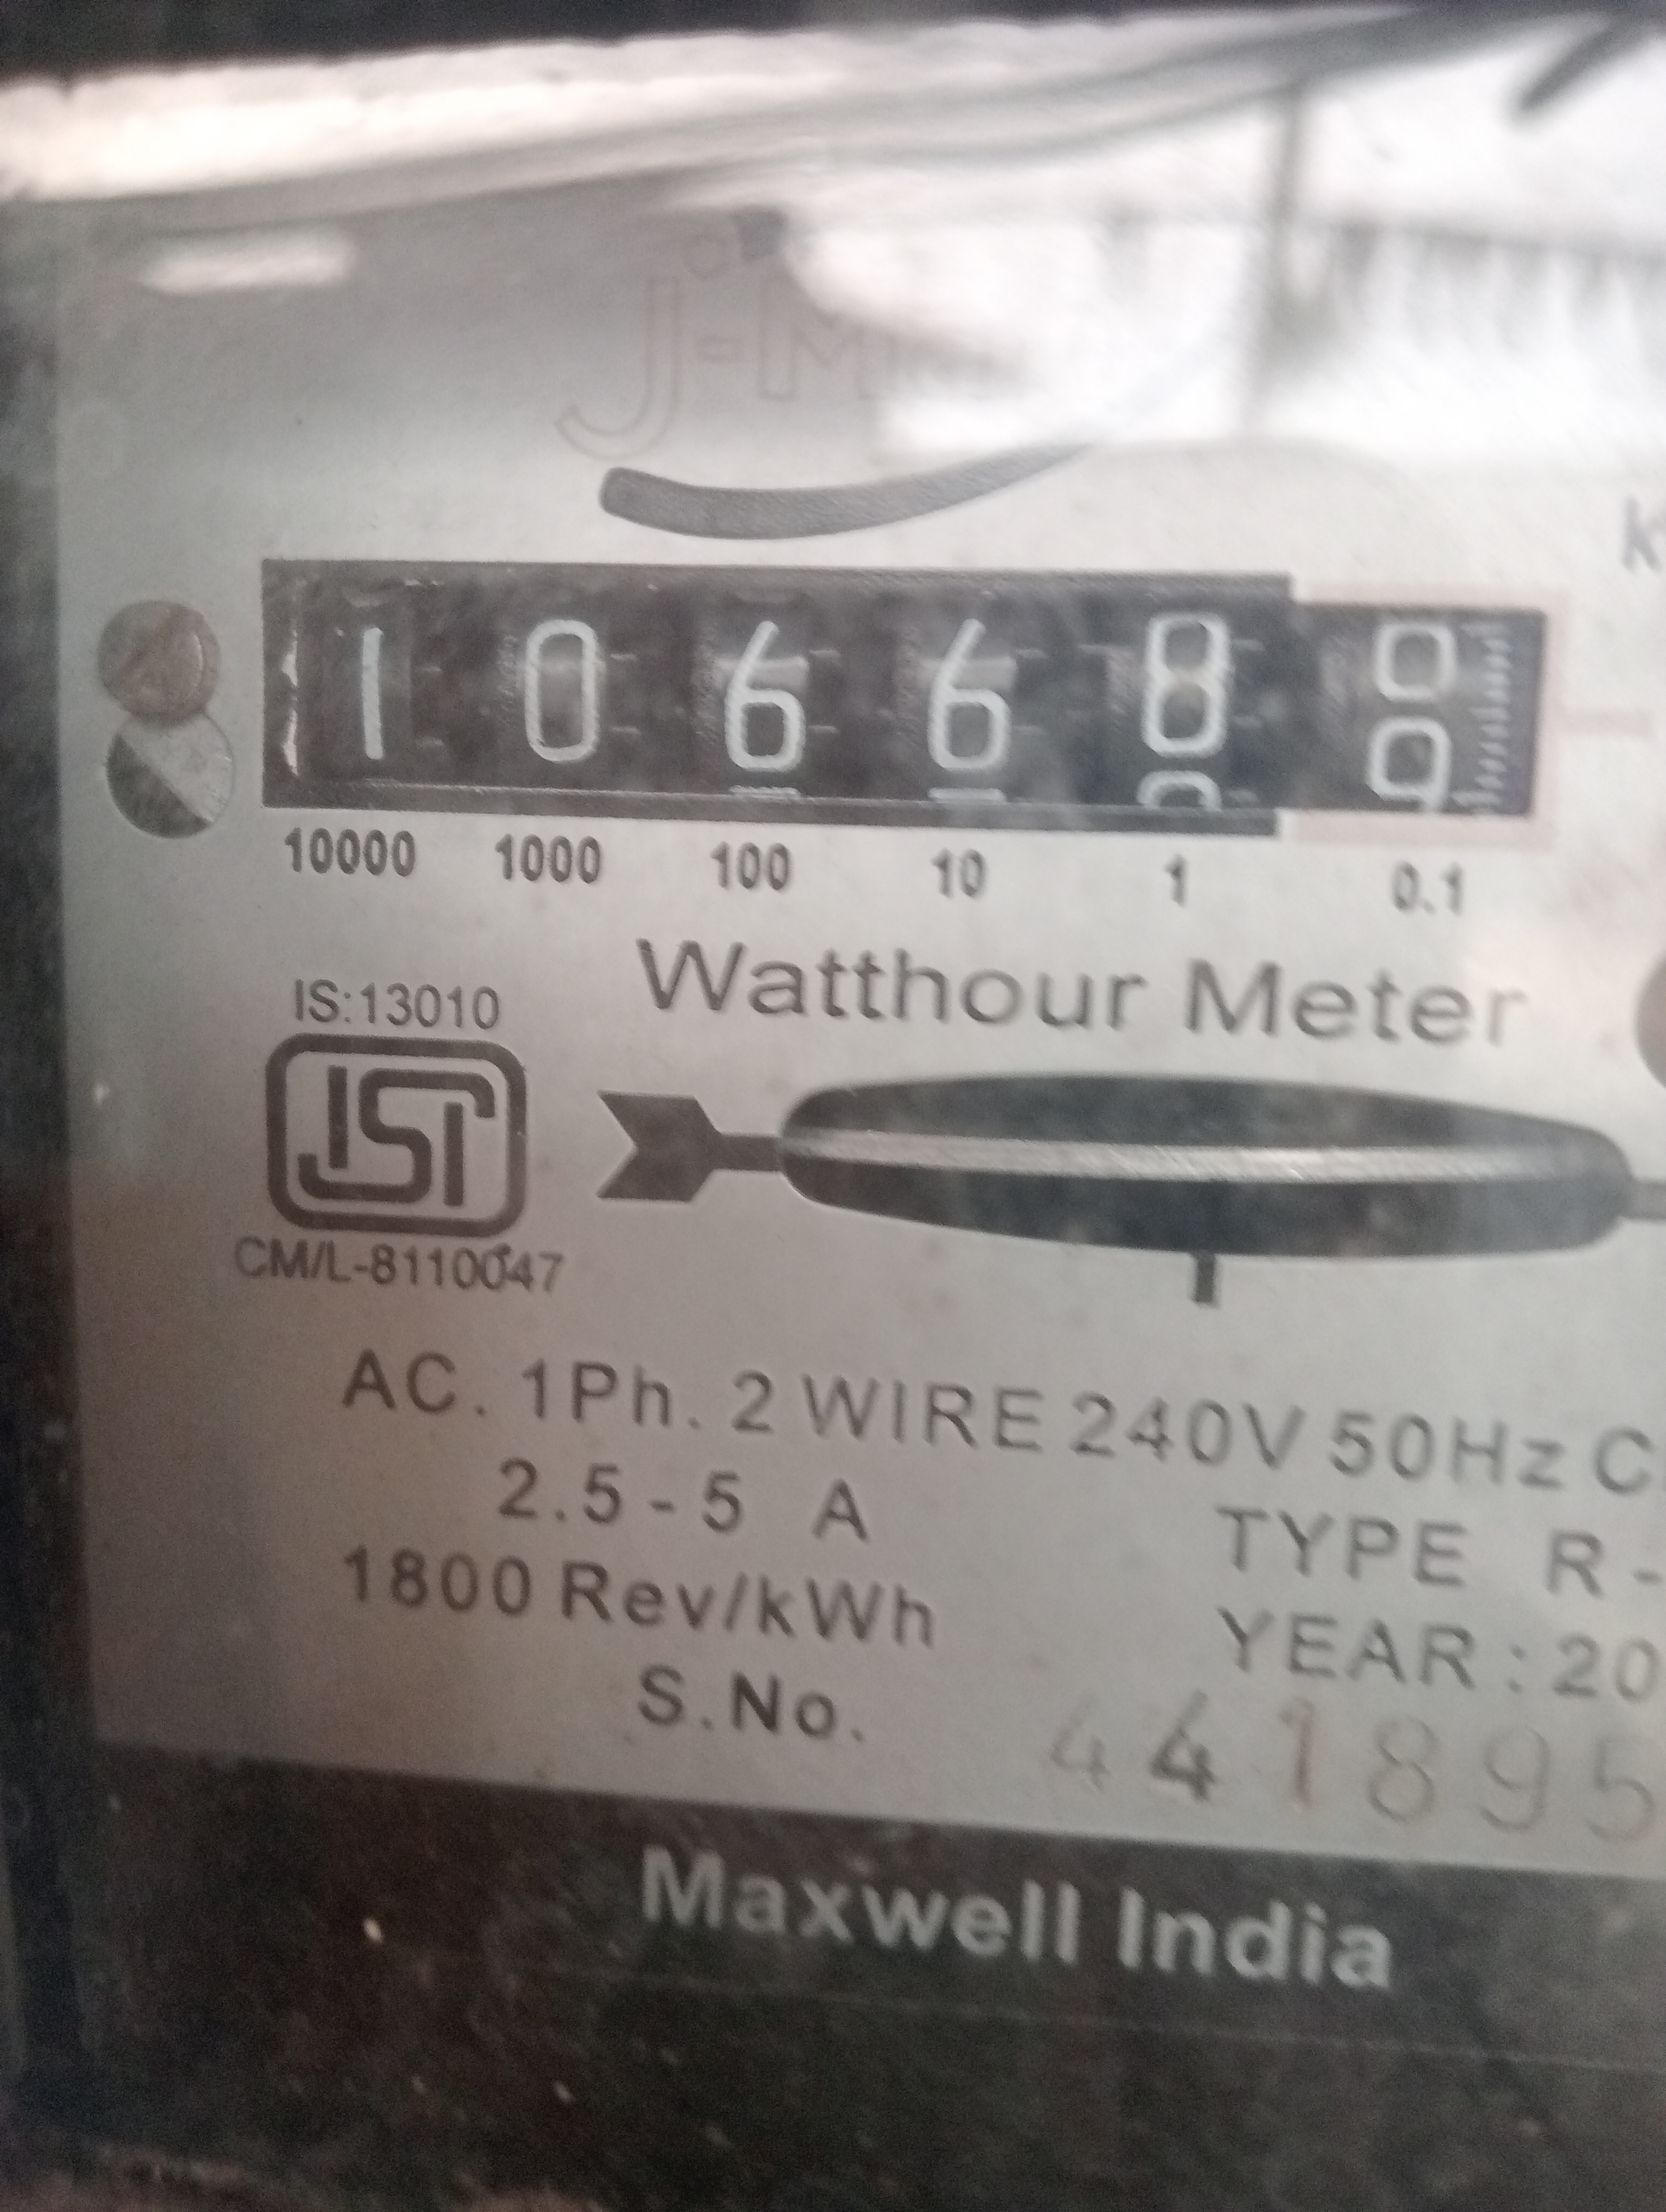 106688
10000 1000 100 10 1 0.1
Watthour Meter
IS:13010
ISI
CM/L-8110047
AC. 1Ph. 2 WIRE 240V 50Hz
2.5 - 5 A
TYPE R -
1800 Rev/kWh
YEAR : 20
S.No. 441895
Maxwell India